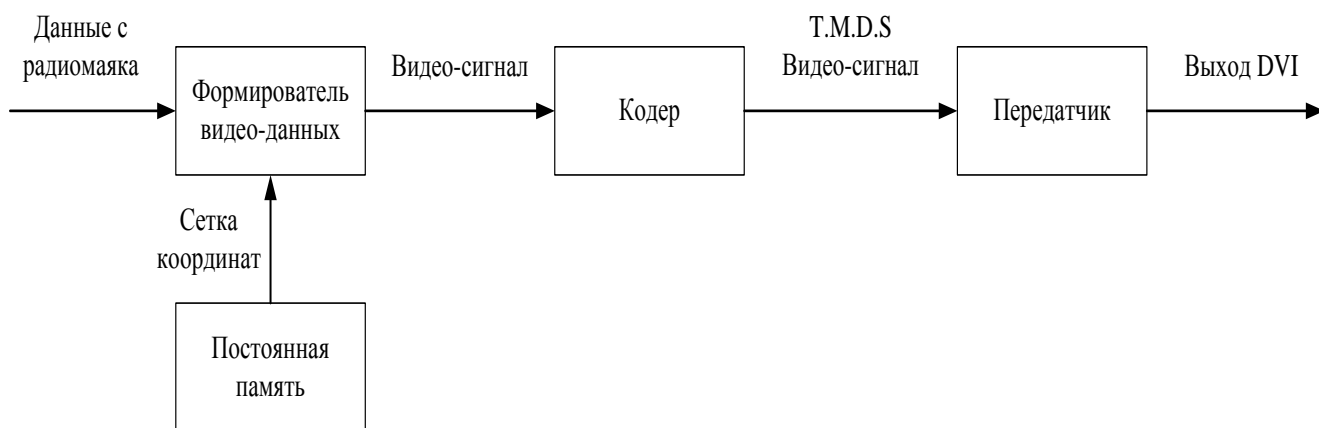 Данные с
радиомаяка
Формирователь
видео-данных
Видео-сигнал
Кодер
T.M.D.S
Видео-сигнал
Передатчик
Выход DVI
Сетка
координат
Постоянная
память